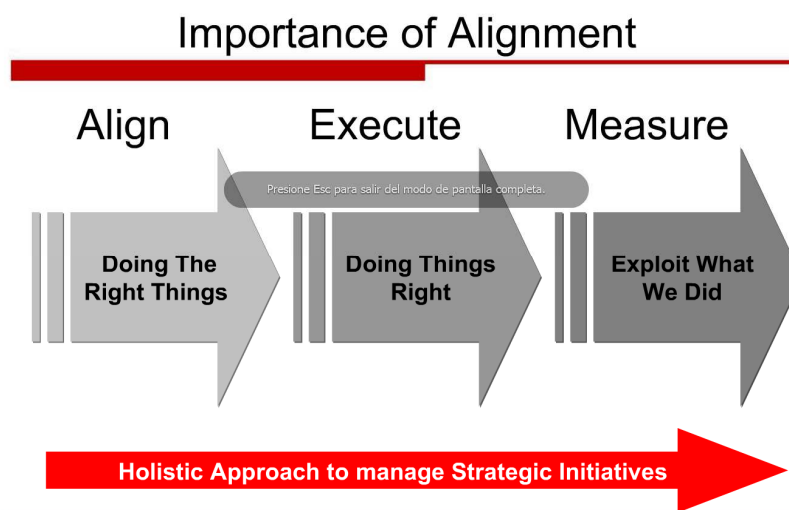 Importance of Alignment
Align
Execute
Measure
Presione Esc para salir del modo de pantalla completa.
Doing The
Right Things
Doing Things
Right
Exploit What
We Did
Holistic Approach to manage Strategic Initiatives